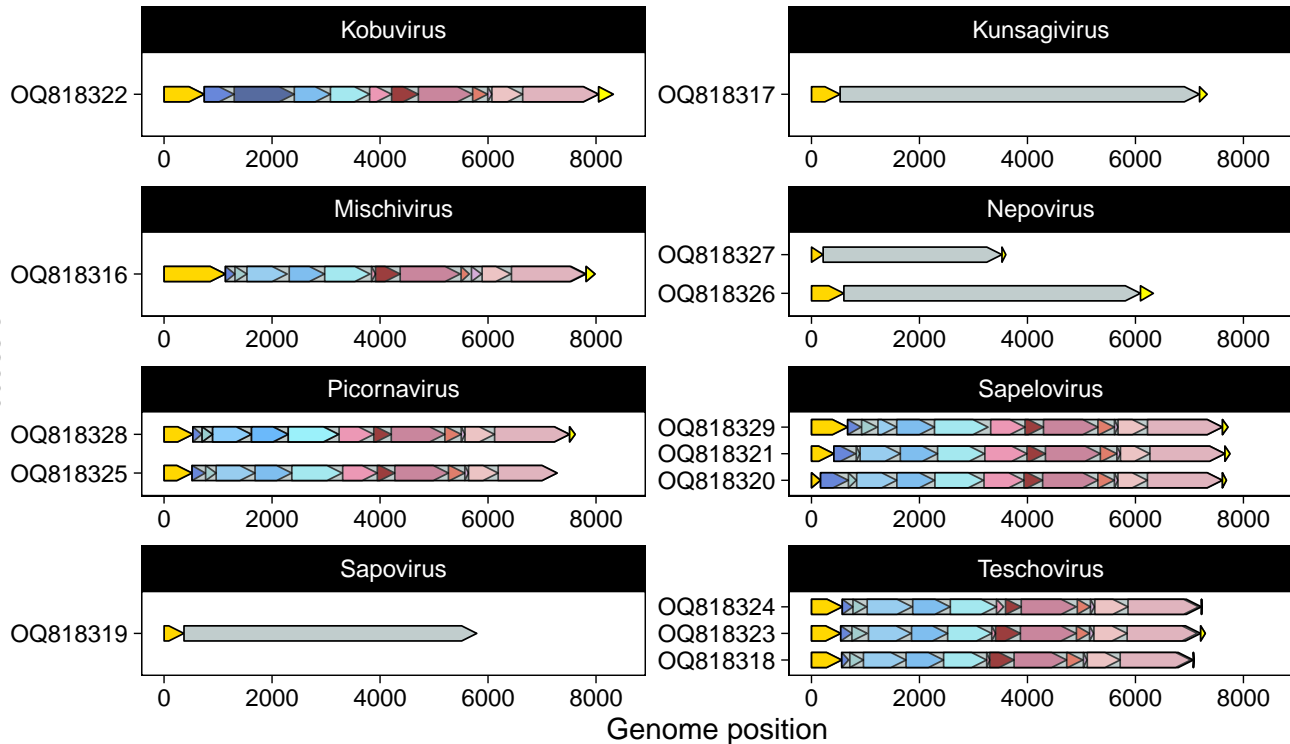 Kobuvirus
OQ818322
0 2000 4000 6000 8000
Kunsagivirus
OQ818317
0 2000 4000 6000 8000
Mischivirus
OQ818316
0 2000 4000 6000 8000
Nepovirus
OQ818327
OQ818326
0 2000 4000 6000 8000
Picornavirus
OQ818328
OQ818325
0 2000 4000 6000 8000
Sapelovirus
OQ818329
OQ818321
OQ818320
0 2000 4000 6000 8000
Sapovirus
OQ818319
0 2000 4000 6000 8000
Teschovirus
OQ818324
OQ818323
OQ818318
0 2000 4000 6000 8000
Genome position